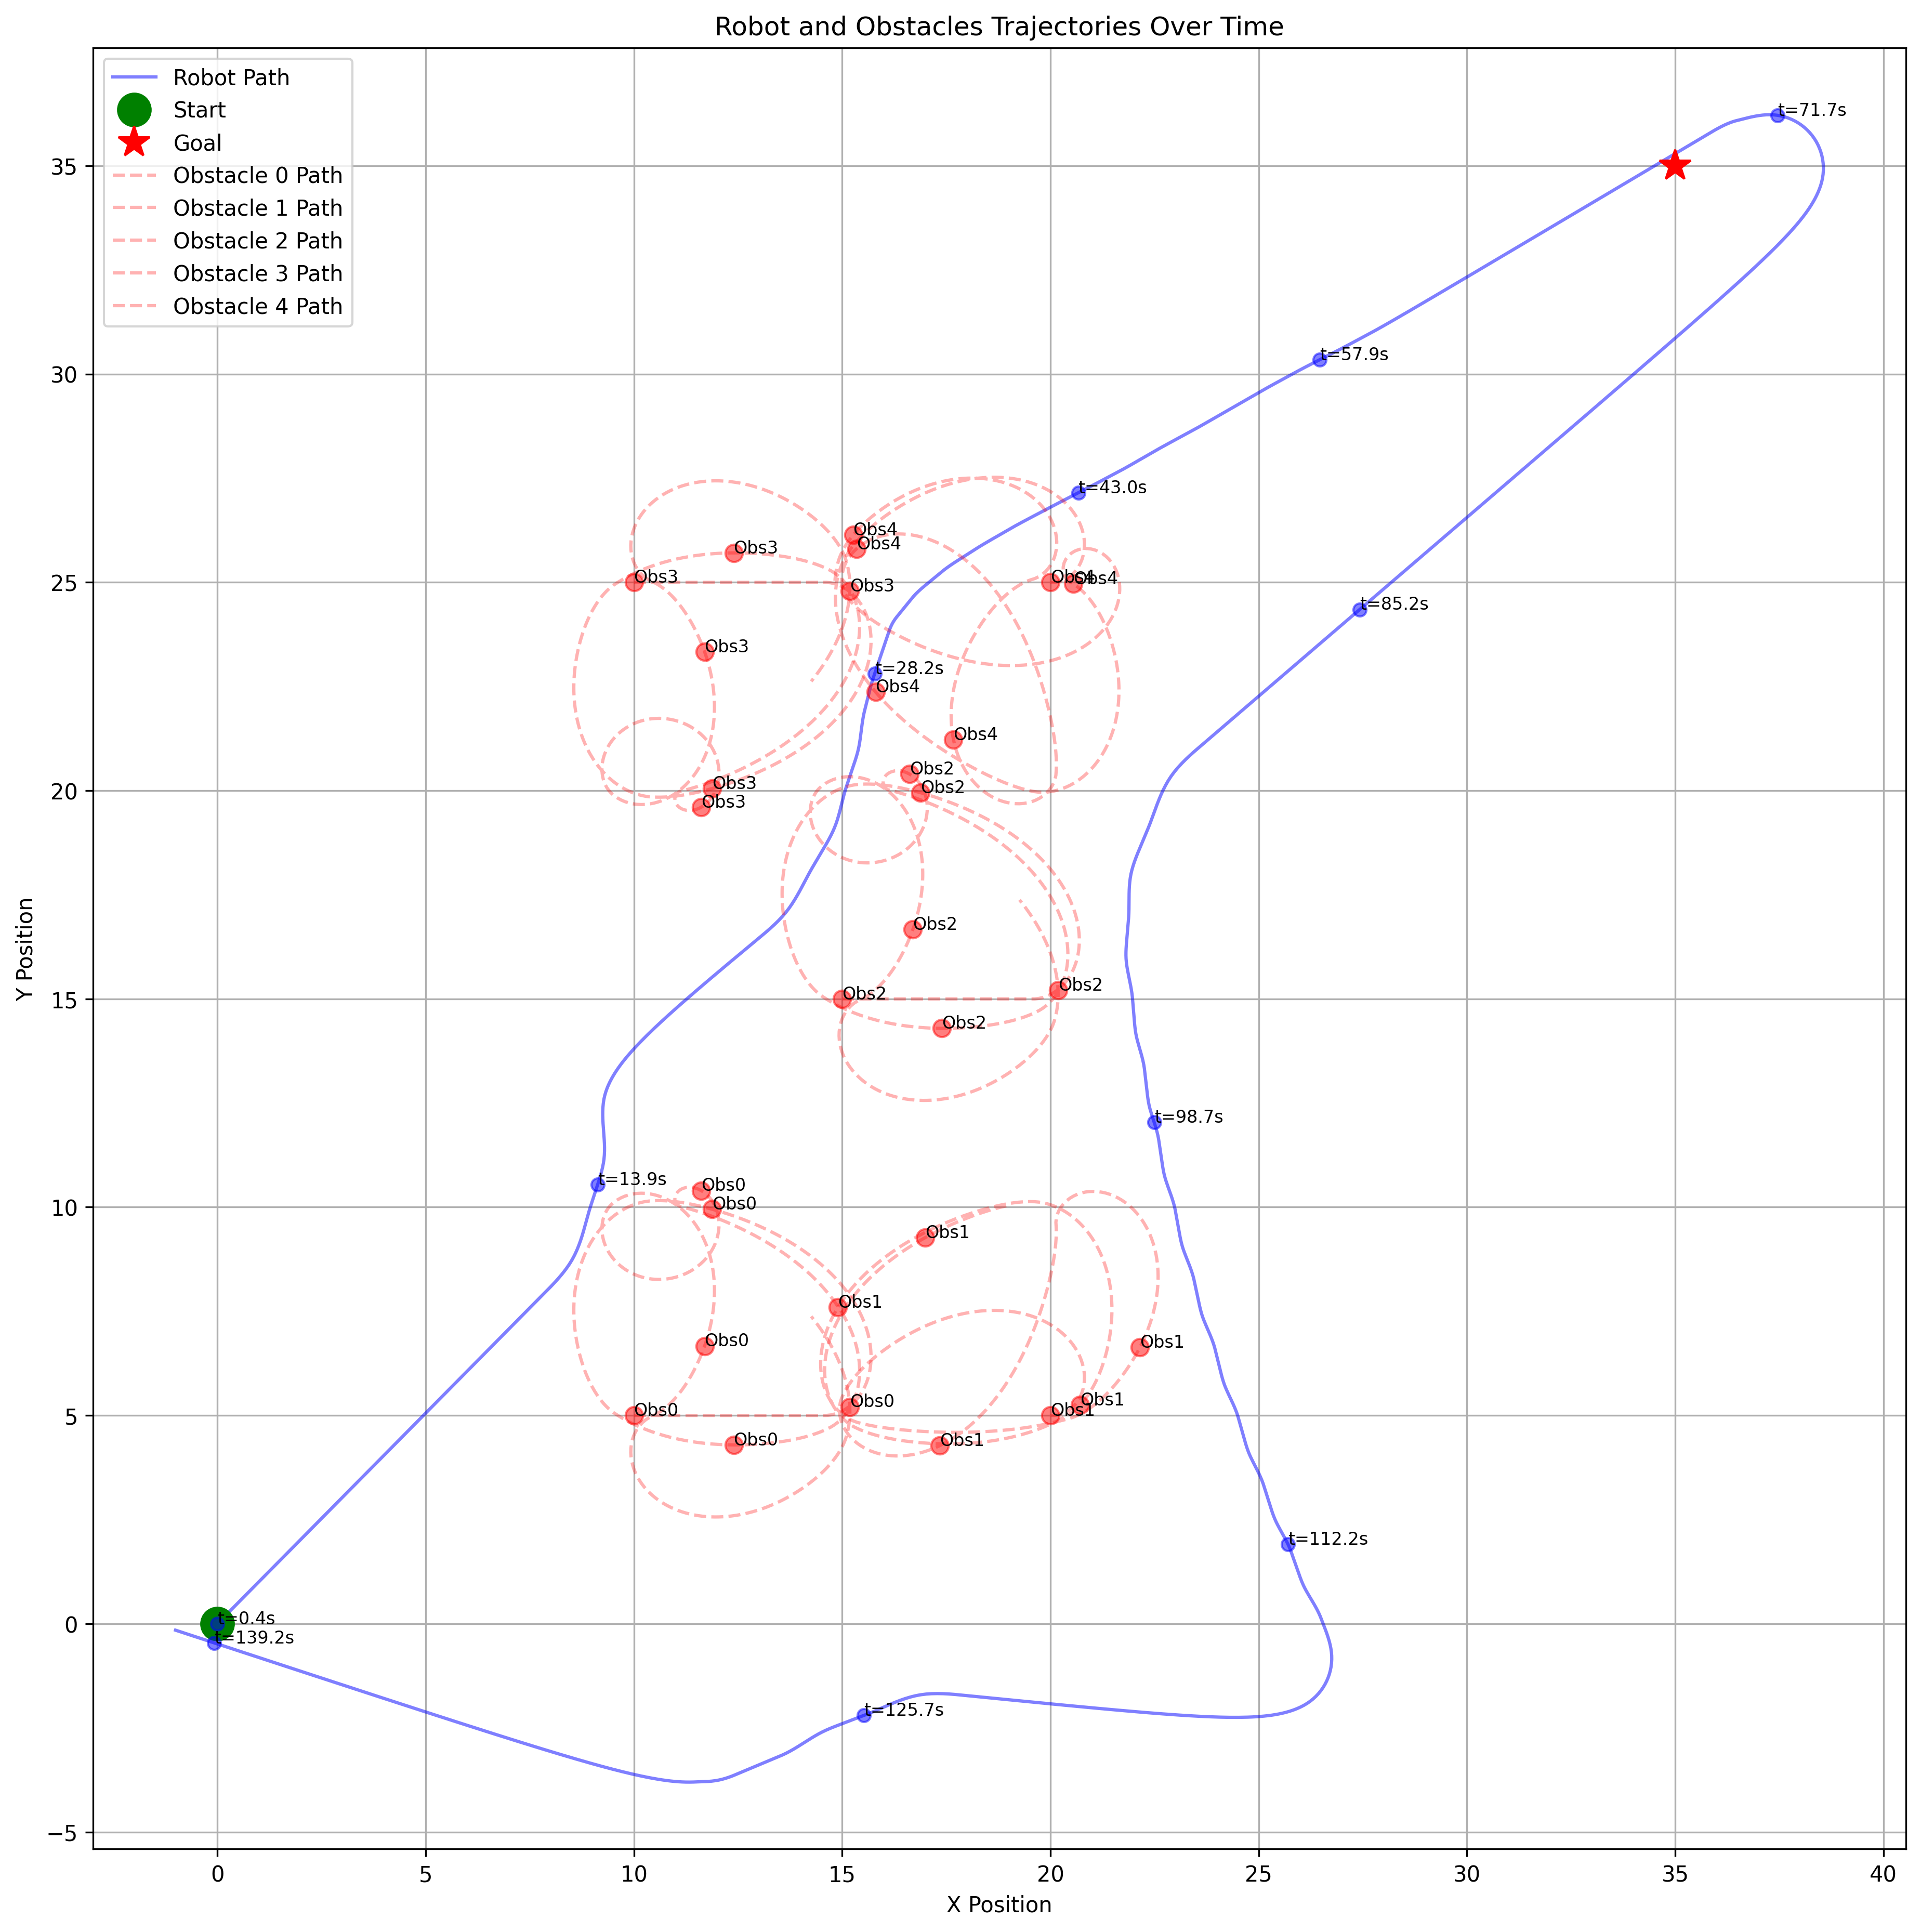 Robot and Obstacles Trajectories Over Time
Robot Path
Start
Goal
Obstacle 0 Path
Obstacle 1 Path
Obstacle 2 Path
Obstacle 3 Path
Obstacle 4 Path
t=71.7s
35
t=57.9s
30
t=43.0s
Obs4
Obs4
Obs3
25
Obs3
Obs4
Obs4
Obs3
t=85.2s
Obs3
t=28.2s
Obs4
Obs4
Obs2
Obs3
Obs2
20
Obs3
Obs2
Y Position
Obs2
15
Obs2
Obs2
t=98.7s
t=13.9s
Obs0
Obs0
10
Obs1
Obs1
Obs0
Obs1
Obs0
Obs1
5
Obs0
Obs1
Obs0
Obs1
t=112.2s
t=0.4s
0
t=139.2s
t=125.7s
−5
0
5
10
15
20
25
30
35
40
X Position